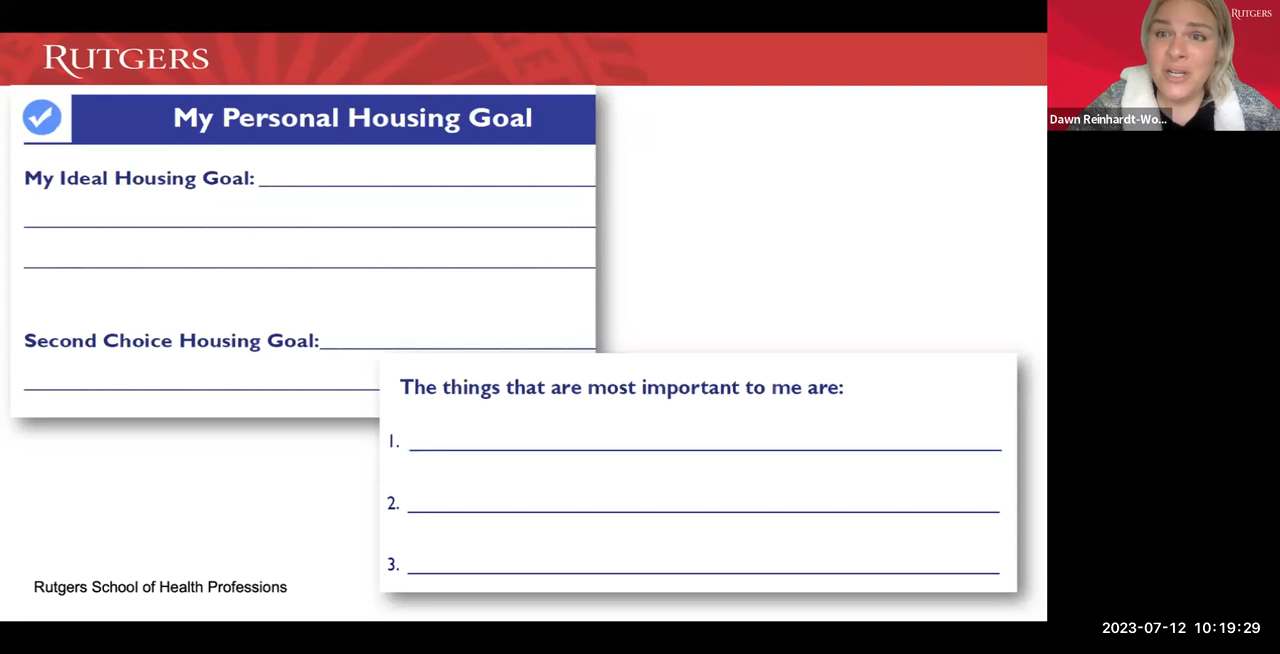 RUTGERS
RUTGERS
Dawn Reinhardt-Wo...
My Personal Housing Goal
My Ideal Housing Goal:
Second Choice Housing Goal:
The things that are most important to me are:
1.
2.
3.
Rutgers School of Health Professions
2023-07-12 10:19:29